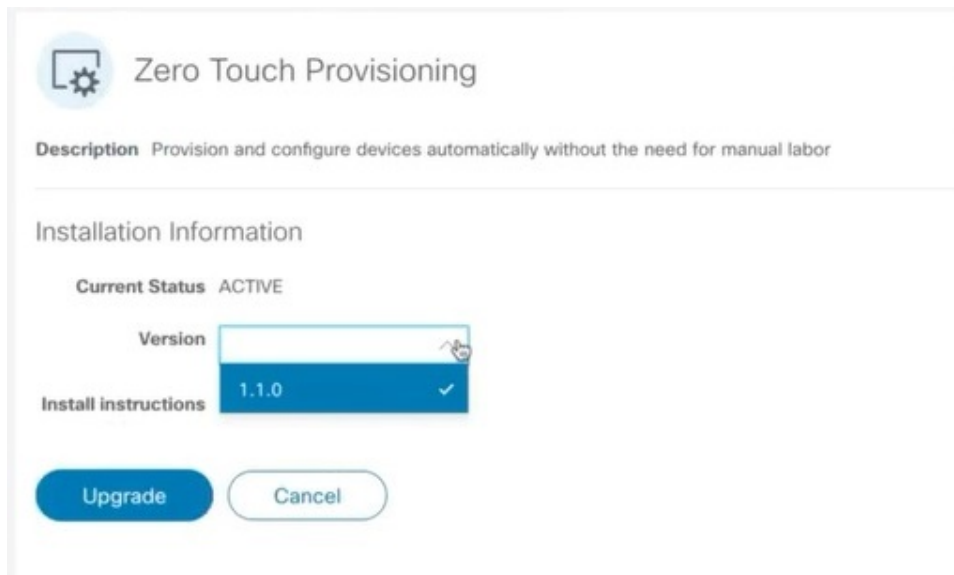 Zero Touch Provisioning
Description Provision and configure devices automatically without the need for manual labor
Installation Information
Current Status ACTIVE
Version
1.1.0
Install instructions
Upgrade Cancel